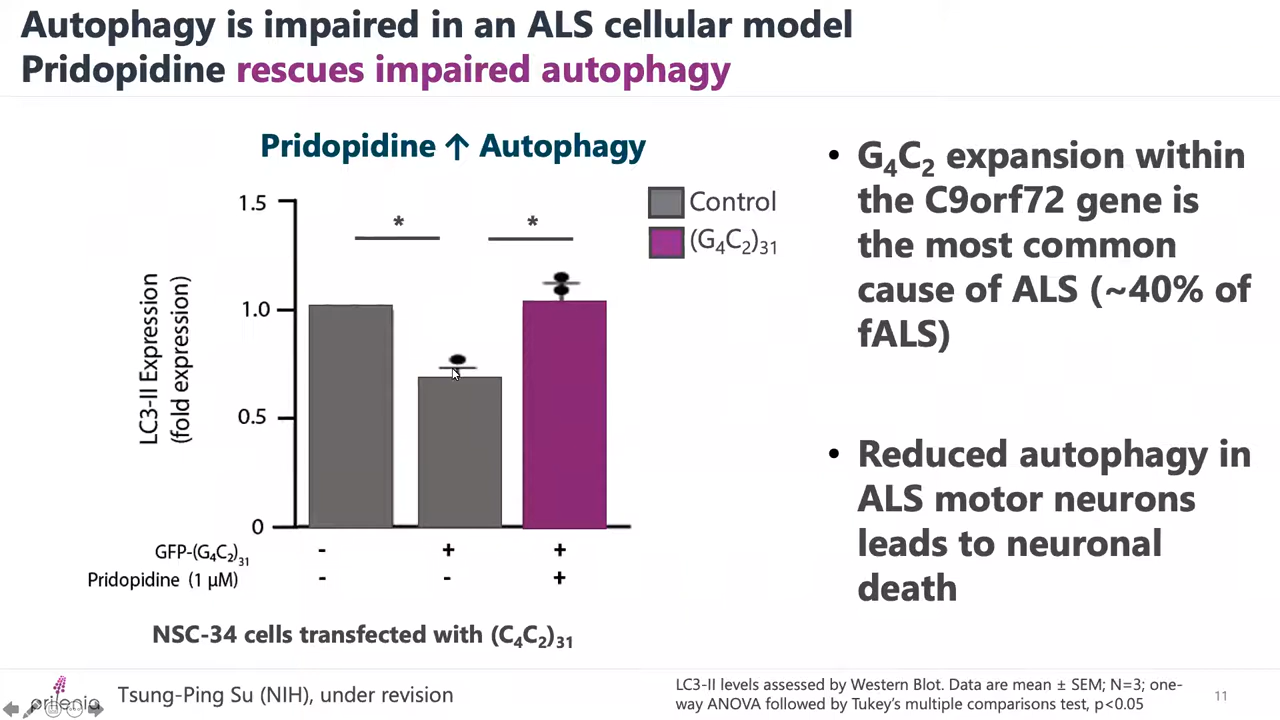 Autophagy is impaired in an ALS cellular model
Pridopidine rescues impaired autophagy
Pridopidine ↑ Autophagy
Control
(G₄C₂)₃₁
LC3-II Expression
(fold expression)
1.5
1.0
0.5
0
* *
GFP-(G₄C₂)₃₁ - + +
Pridopidine (1 µM) - - +
NSC-34 cells transfected with (C₄C₂)₃₁
• G₄C₂ expansion within
the C9orf72 gene is
the most common
cause of ALS (~40% of
fALS)
• Reduced autophagy in
ALS motor neurons
leads to neuronal
death
prilenia
Tsung-Ping Su (NIH), under revision
LC3-II levels assessed by Western Blot. Data are mean ± SEM; N=3; one-
way ANOVA followed by Tukey's multiple comparisons test, p<0.05
11